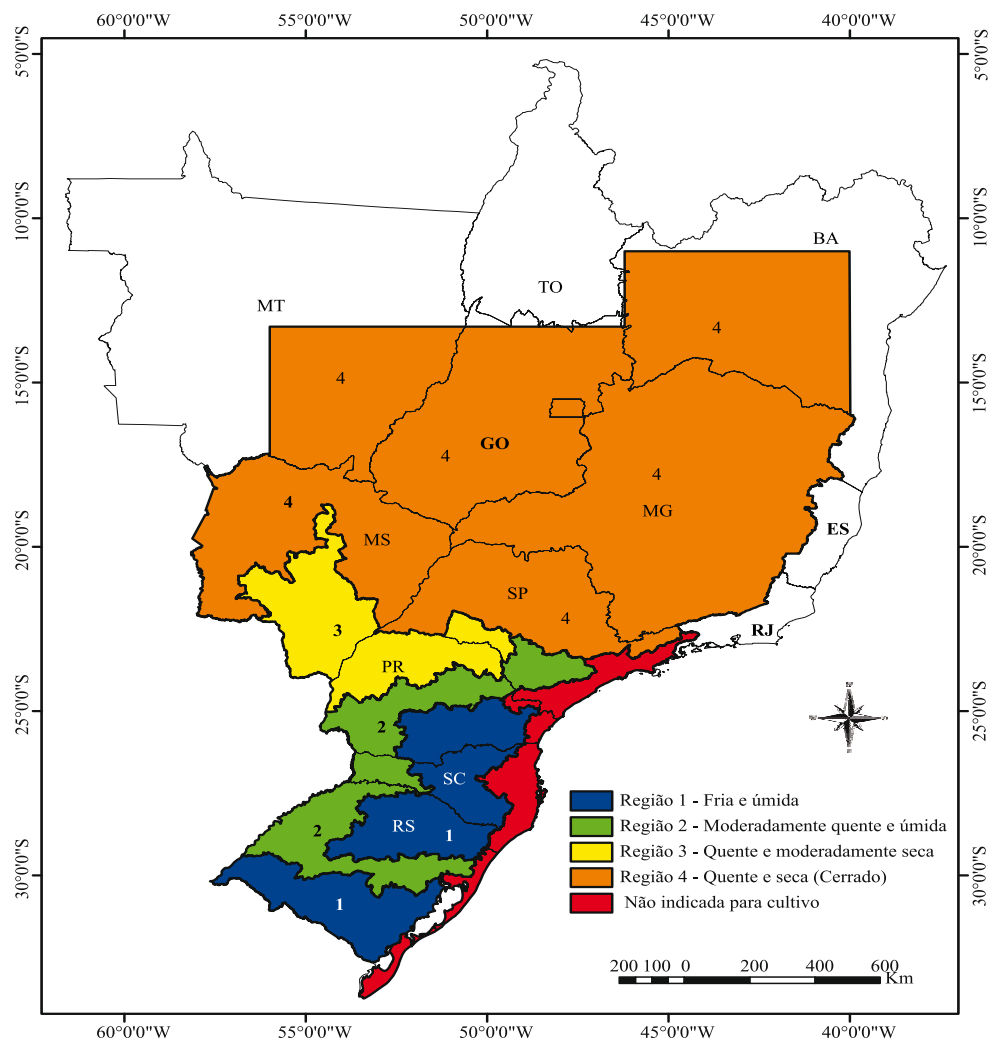 60°0'0"W 55°0'0"W 50°0'0"W 45°0'0"W 40°0'0"W
5°0'0"S 5°0'0"S
10°0'0"S 10°0'0"S
BA
TO
MT
4
4
15°0'0"S 15°0'0"S
GO
4
4
4
MG
ES
MS
20°0'0"S 20°0'0"S
SP
4
3
RJ
PR
2
25°0'0"S 25°0'0"S
SC
Região 1 - Fria e úmida
RS
2
1
Região 2 - Moderadamente quente e úmida
Região 3 - Quente e moderadamente seca
30°0'0"S 30°0'0"S
Região 4 - Quente e seca (Cerrado)
1
Não indicada para cultivo
200 100 0 200 400 600
Km
60°0'0"W 55°0'0"W 50°0'0"W 45°0'0"W 40°0'0"W